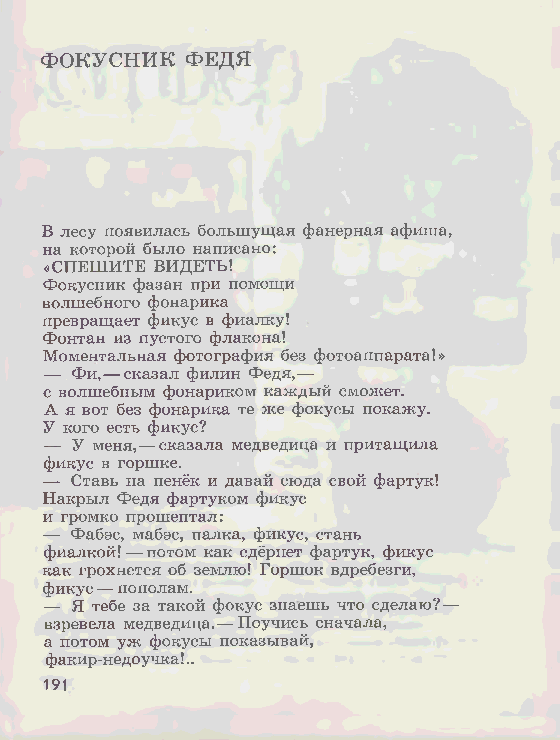 ФОКУСНИК ФЕДЯ
В лесу появилась большущая фанерная афиша,
на которой было написано:
«СПЕШИТЕ ВИДЕТЬ!
Фокусник фазан при помощи
волшебного фонарика
превращает фикус в фиалку!
Фонтан из пустого флакона!
Моментальная фотография без фотоаппарата!»
— Фи,— сказал филин Федя,—
с волшебным фонариком каждый сможет.
А я вот без фонарика те же фокусы покажу.
У кого есть фикус?
— У меня,— сказала медведица и притащила
фикус в горшке.
— Ставь на пенёк и давай сюда свой фартук!
Накрыл Федя фартуком фикус
и громко прошептал:
— Фабэс, мабэс, палка, фикус, стань
фиалкой! — потом как сдёрнет фартук, фикус
как грохнется об землю! Горшок вдребезги,
фикус — пополам.
— Я тебе за такой фокус знаешь что сделаю? —
взревела медведица.— Поучись сначала,
а потом уж фокусы показывай,
факир-недоучка!..
191